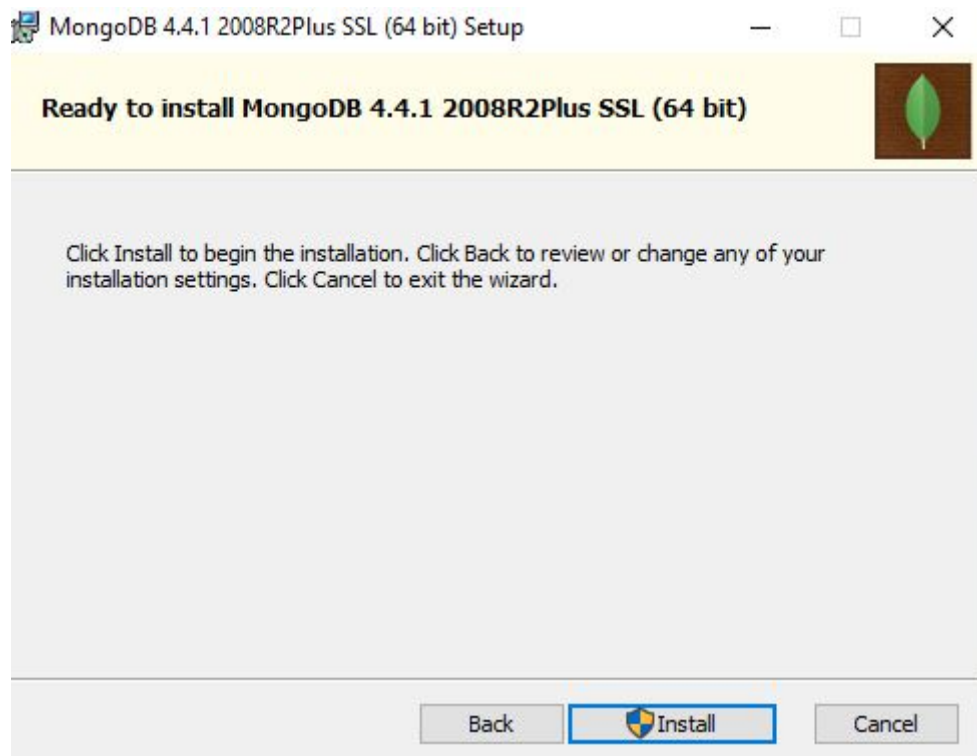 MongoDB 4.4.1 2008R2Plus SSL (64 bit) Setup
Ready to install MongoDB 4.4.1 2008R2Plus SSL (64 bit)
Click Install to begin the installation. Click Back to review or change any of your
installation settings. Click Cancel to exit the wizard.
Back Install Cancel